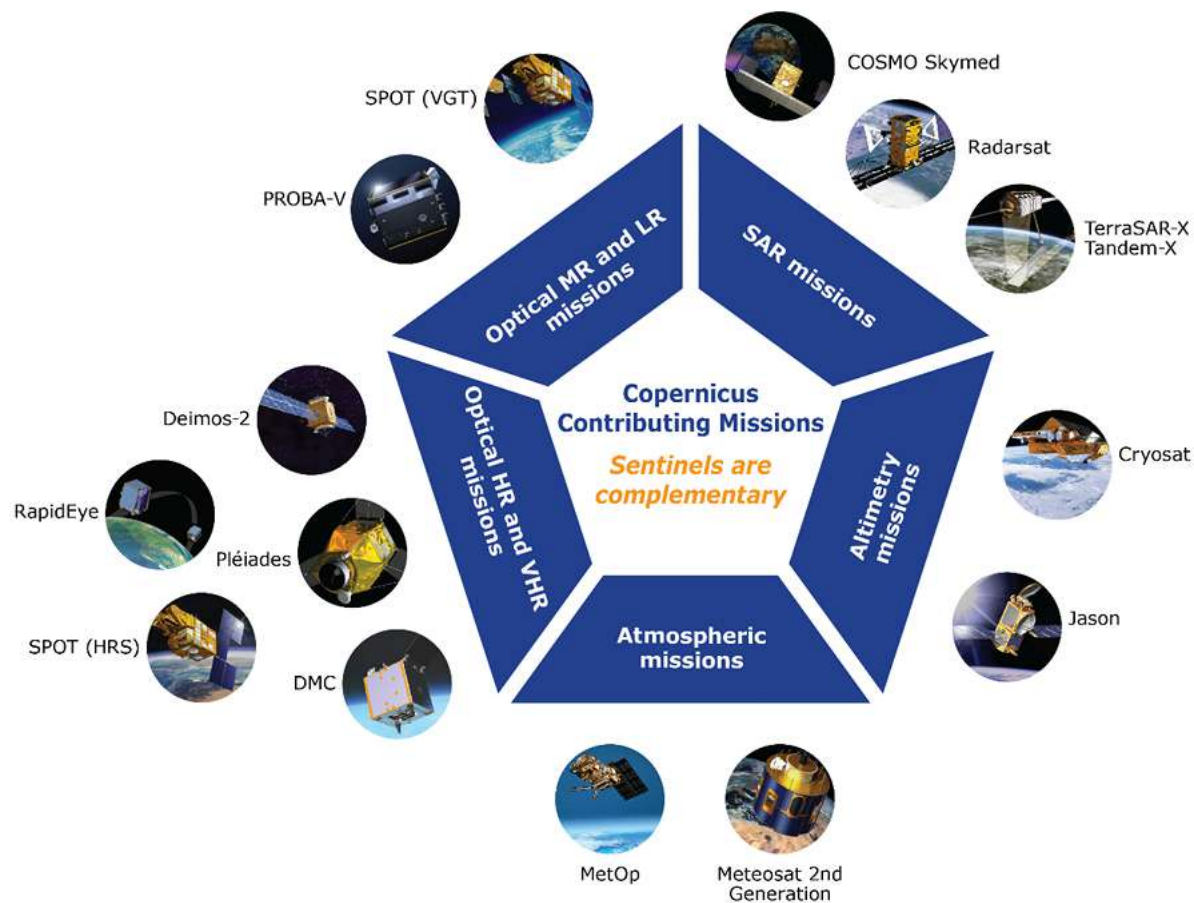 COSMO Skymed
SPOT (VGT)
Radarsat
PROBA-V
TerraSAR-X
Tandem-X
Optical MR and LR
missions
SAR missions
Copernicus
Contributing Missions
Sentinels are
complementary
Deimos-2
RapidEye
Pléiades
SPOT (HRS)
DMC
Optical HR and VHR
missions
Altimetry
missions
Cryosat
Jason
Atmospheric
missions
MetOp
Meteosat 2nd
Generation